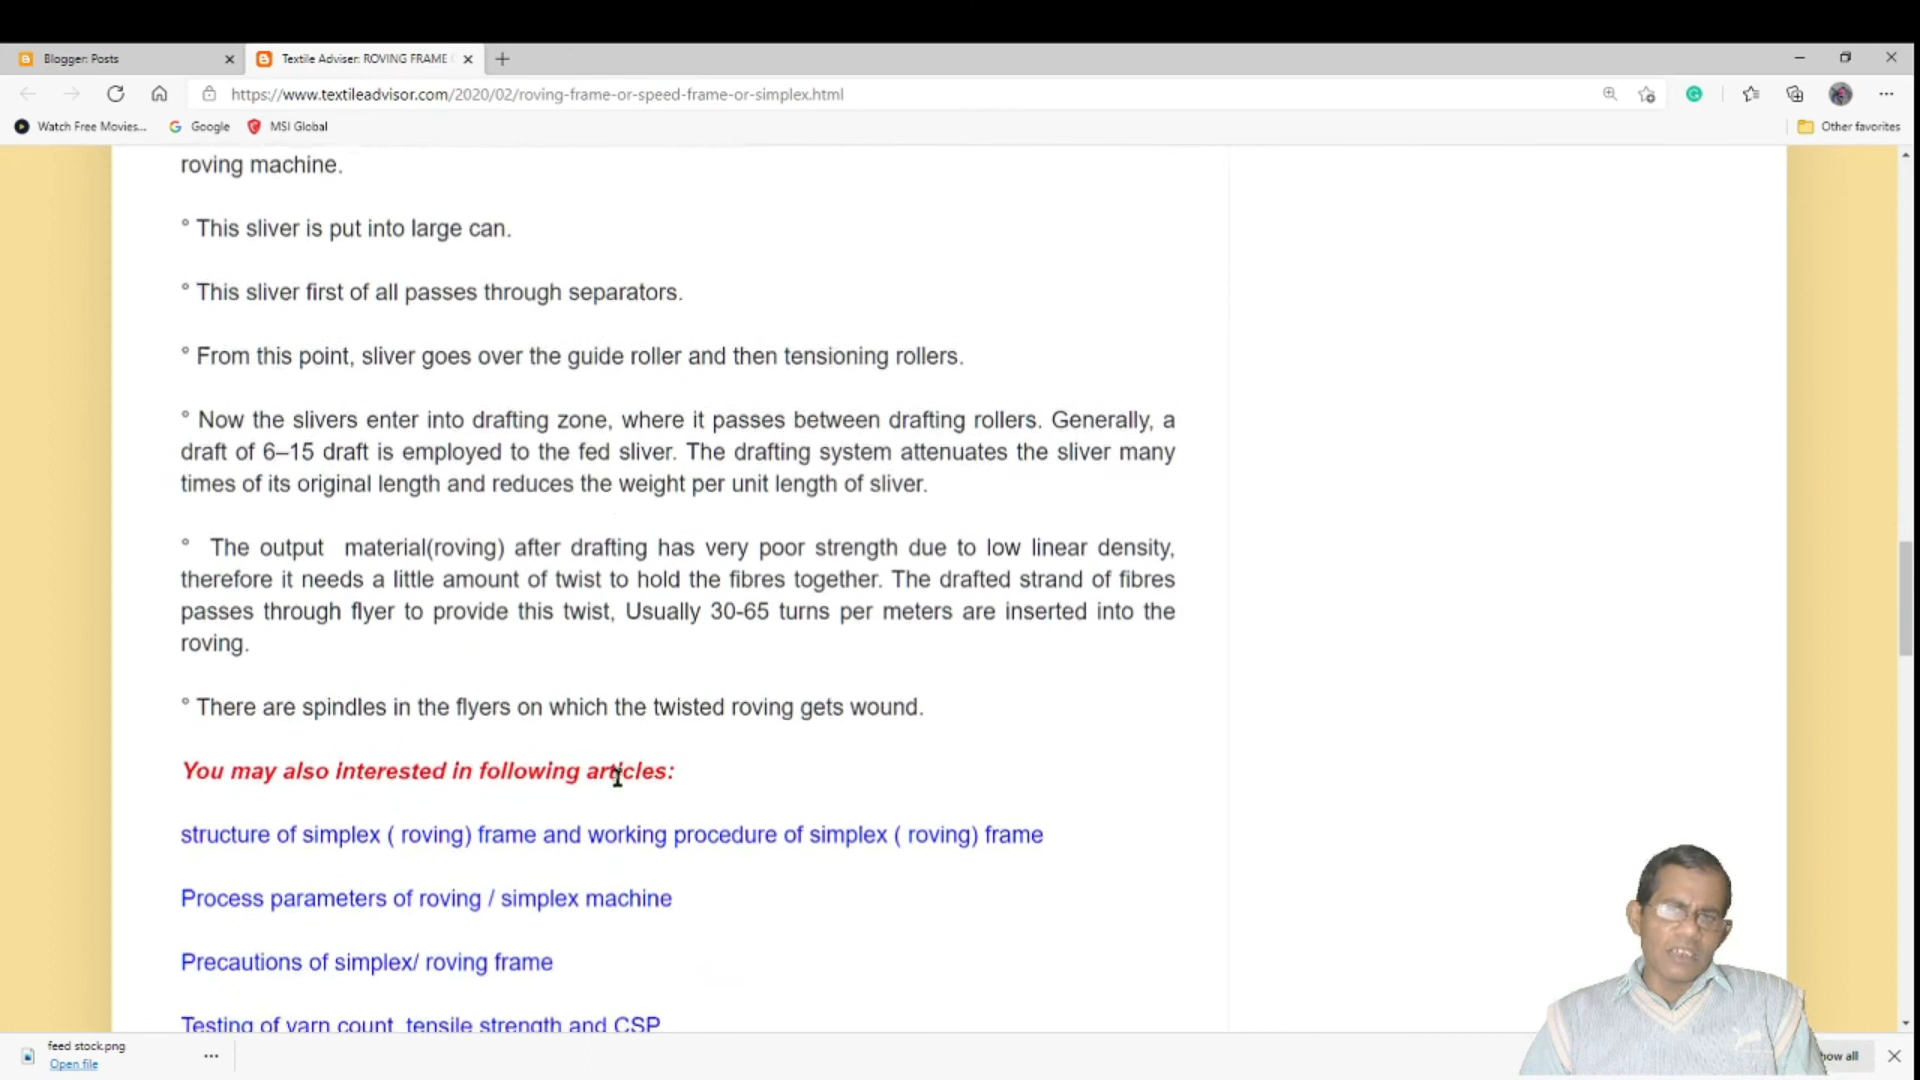 Blogger: Posts
Textile Adviser: ROVING FRAME
https://www.textileadvisor.com/2020/02/roving-frame-or-speed-frame-or-simplex.html
Watch Free Movies...
Google
MSI Global
Other favorites
roving machine.
° This sliver is put into large can.
° This sliver first of all passes through separators.
° From this point, sliver goes over the guide roller and then tensioning rollers.
° Now the slivers enter into drafting zone, where it passes between drafting rollers. Generally, a
draft of 6–15 draft is employed to the fed sliver. The drafting system attenuates the sliver many
times of its original length and reduces the weight per unit length of sliver.
° The output material(roving) after drafting has very poor strength due to low linear density,
therefore it needs a little amount of twist to hold the fibres together. The drafted strand of fibres
passes through flyer to provide this twist, Usually 30-65 turns per meters are inserted into the
roving.
° There are spindles in the flyers on which the twisted roving gets wound.
You may also interested in following articles:
structure of simplex ( roving) frame and working procedure of simplex ( roving) frame
Process parameters of roving / simplex machine
Precautions of simplex/ roving frame
Testing of yarn count, tensile strength and CSP
feed stock.png
Open file
how all